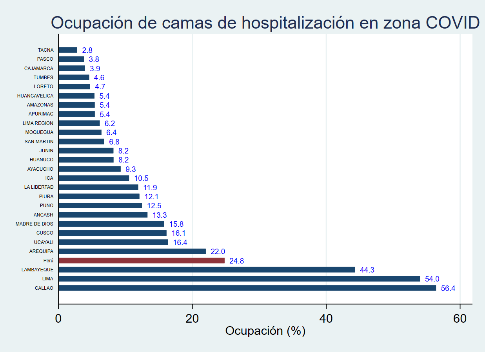 Ocupación de camas de hospitalización en zona COVID
TACNA 2.8
PASCO 3.8
CAJAMARCA 3.9
TUMBES 4.6
LORETO 4.7
HUANCAVELICA 5.4
AMAZONAS 5.4
APURIMAC 5.4
LIMA REGION 6.2
MOQUEGUA 6.4
SAN MARTIN 6.8
JUNIN 8.2
HUANUCO 8.2
AYACUCHO 9.3
ICA 10.5
LA LIBERTAD 11.9
PIURA 12.1
PUNO 12.5
ANCASH 13.3
MADRE DE DIOS 15.8
CUSCO 16.1
UCAYALI 16.4
AREQUIPA 22.0
Perú 24.8
LAMBAYEQUE 44.3
LIMA 54.0
CALLAO 56.4
0 20 40 60
Ocupación (%)